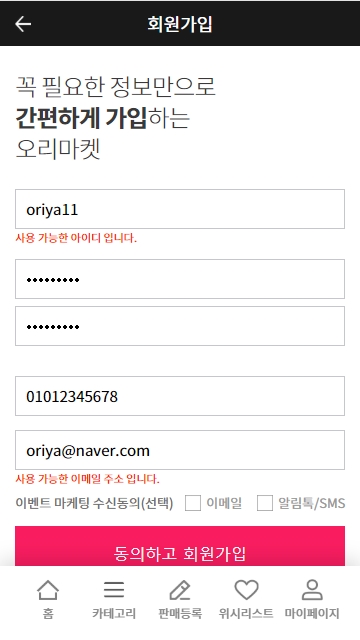 회원가입
꼭 필요한 정보만으로
간편하게 가입하는
오리마켓
oriya11
사용 가능한 아이디 입니다.
•••••••••
•••••••••
01012345678
oriya@naver.com
사용 가능한 이메일 주소 입니다.
이벤트 마케팅 수신동의(선택) 이메일 알림톡/SMS
동의하고 회원가입
홈 카테고리 판매등록 위시리스트 마이페이지